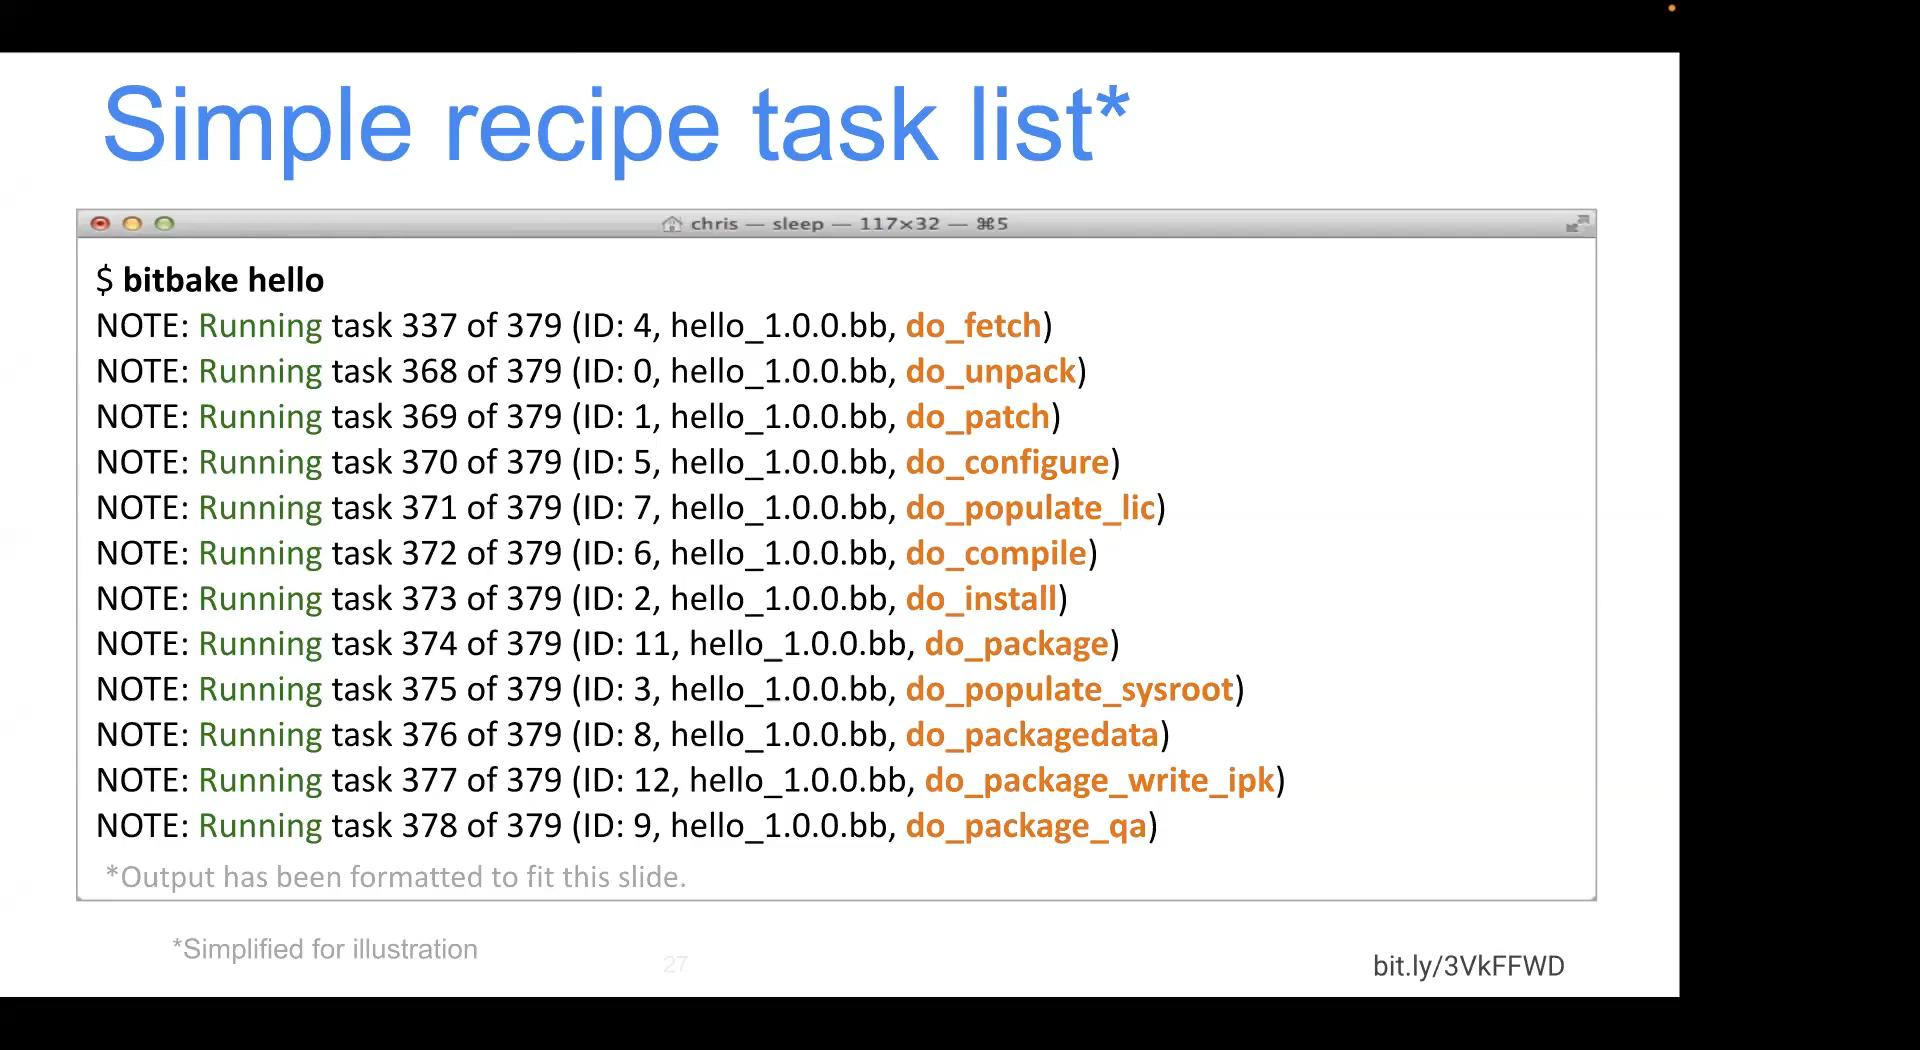 Simple recipe task list*
chris — sleep — 117×32 — ⌘5
$ bitbake hello
NOTE: Running task 337 of 379 (ID: 4, hello_1.0.0.bb, do_fetch)
NOTE: Running task 368 of 379 (ID: 0, hello_1.0.0.bb, do_unpack)
NOTE: Running task 369 of 379 (ID: 1, hello_1.0.0.bb, do_patch)
NOTE: Running task 370 of 379 (ID: 5, hello_1.0.0.bb, do_configure)
NOTE: Running task 371 of 379 (ID: 7, hello_1.0.0.bb, do_populate_lic)
NOTE: Running task 372 of 379 (ID: 6, hello_1.0.0.bb, do_compile)
NOTE: Running task 373 of 379 (ID: 2, hello_1.0.0.bb, do_install)
NOTE: Running task 374 of 379 (ID: 11, hello_1.0.0.bb, do_package)
NOTE: Running task 375 of 379 (ID: 3, hello_1.0.0.bb, do_populate_sysroot)
NOTE: Running task 376 of 379 (ID: 8, hello_1.0.0.bb, do_packagedata)
NOTE: Running task 377 of 379 (ID: 12, hello_1.0.0.bb, do_package_write_ipk)
NOTE: Running task 378 of 379 (ID: 9, hello_1.0.0.bb, do_package_qa)
*Output has been formatted to fit this slide.
*Simplified for illustration
27
bit.ly/3VkFFWD